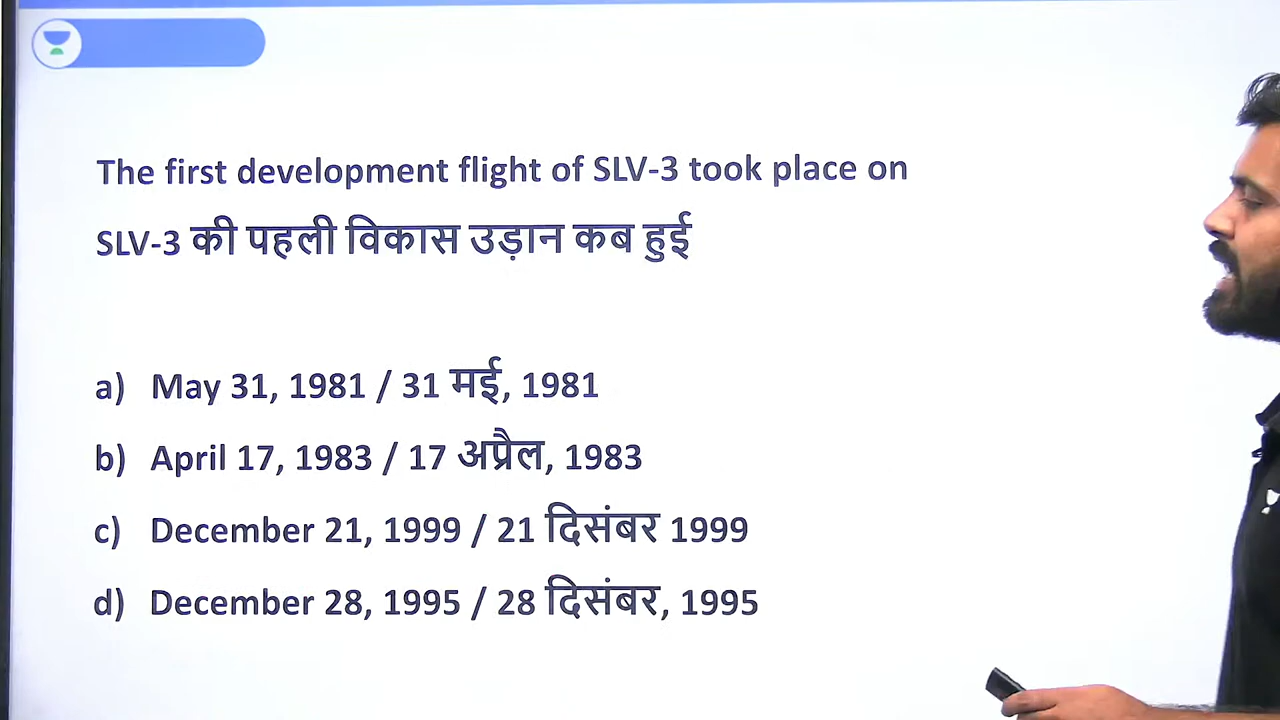 The first development flight of SLV-3 took place on
SLV-3 की पहली विकास उड़ान कब हुई
a) May 31, 1981 / 31 मई, 1981
b) April 17, 1983 / 17 अप्रैल, 1983
c) December 21, 1999 / 21 दिसंबर 1999
d) December 28, 1995 / 28 दिसंबर, 1995